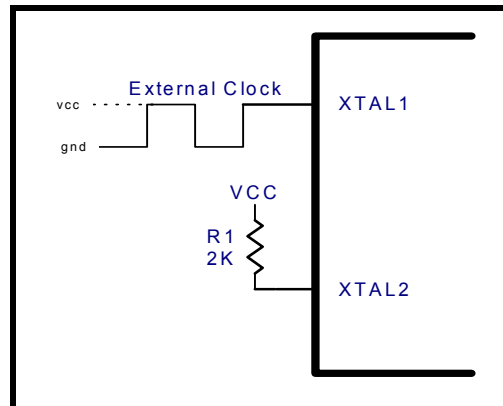 External Clock
vcc
XTAL1
gnd
VCC
R1
2K
XTAL2